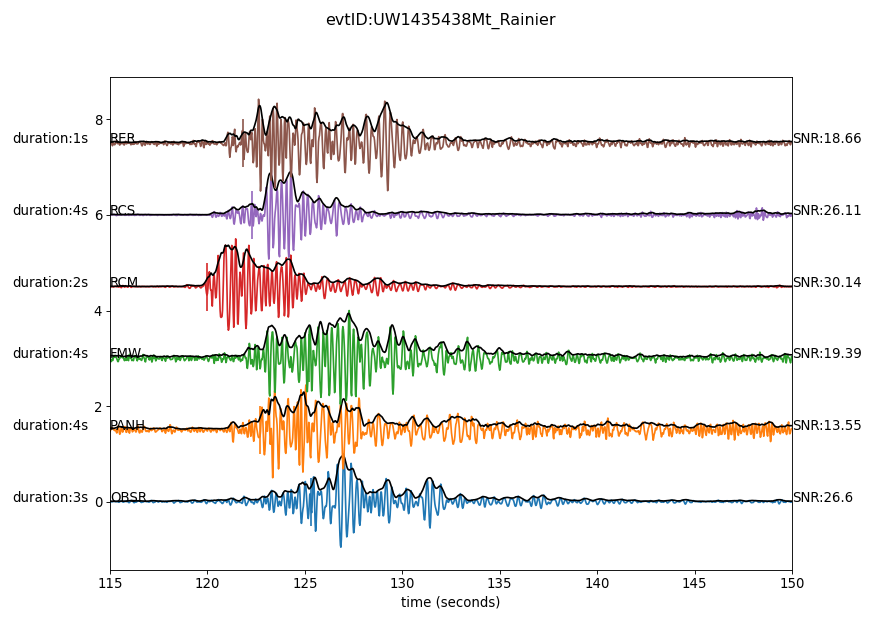 evtID:UW1435438Mt_Rainier
8
duration:1s RER SNR:18.66
duration:4s RCS SNR:26.11
6
duration:2s RCM SNR:30.14
4
duration:4s EMW SNR:19.39
2
duration:4s PANH SNR:13.55
duration:3s OBSR SNR:26.6
0
115 120 125 130 135 140 145 150
time (seconds)